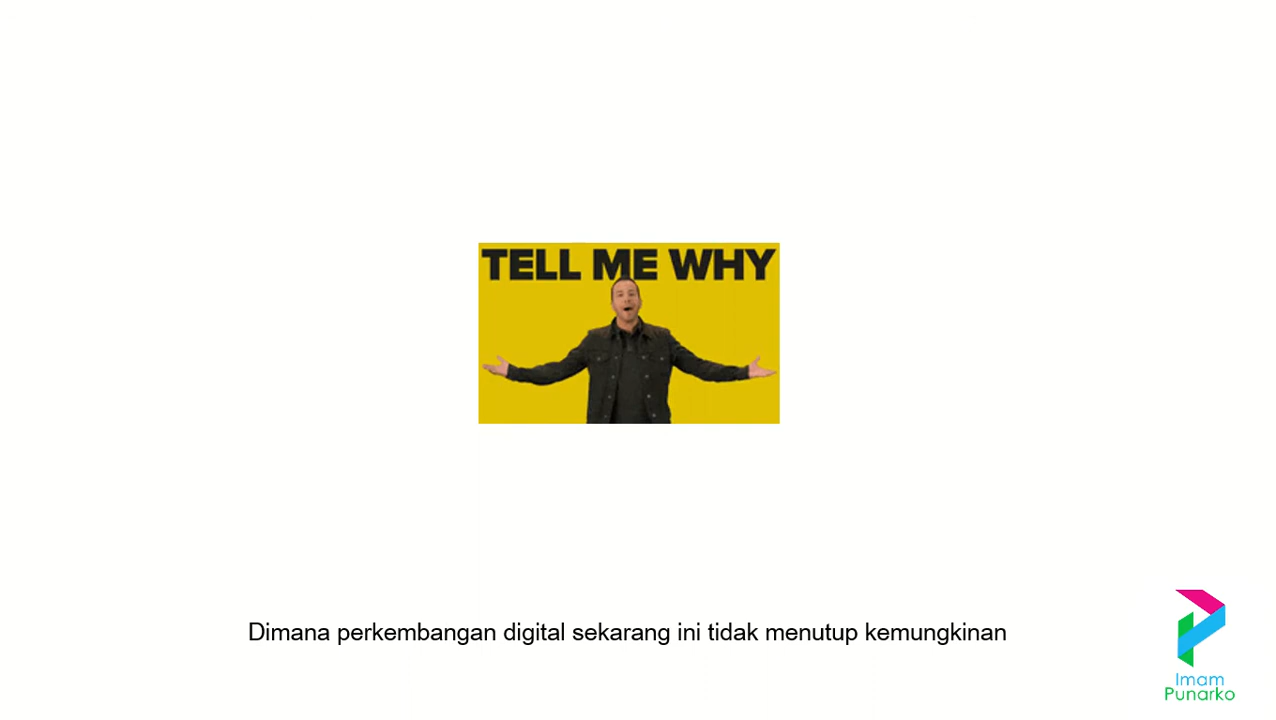 TELL ME WHY
Dimana perkembangan digital sekarang ini tidak menutup kemungkinan
Imam
Punarko